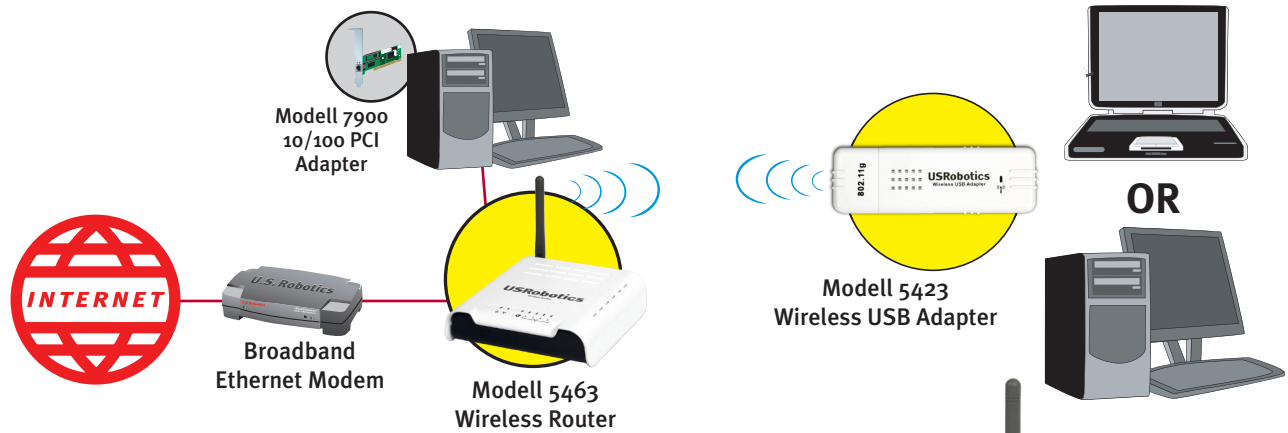 Modell 7900
10/100 PCI
Adapter
INTERNET
U.S. Robotics
Broadband
Ethernet Modem
USRobotics
Modell 5463
Wireless Router
802.11g
USRobotics
Wireless USB Adapter
Modell 5423
Wireless USB Adapter
OR